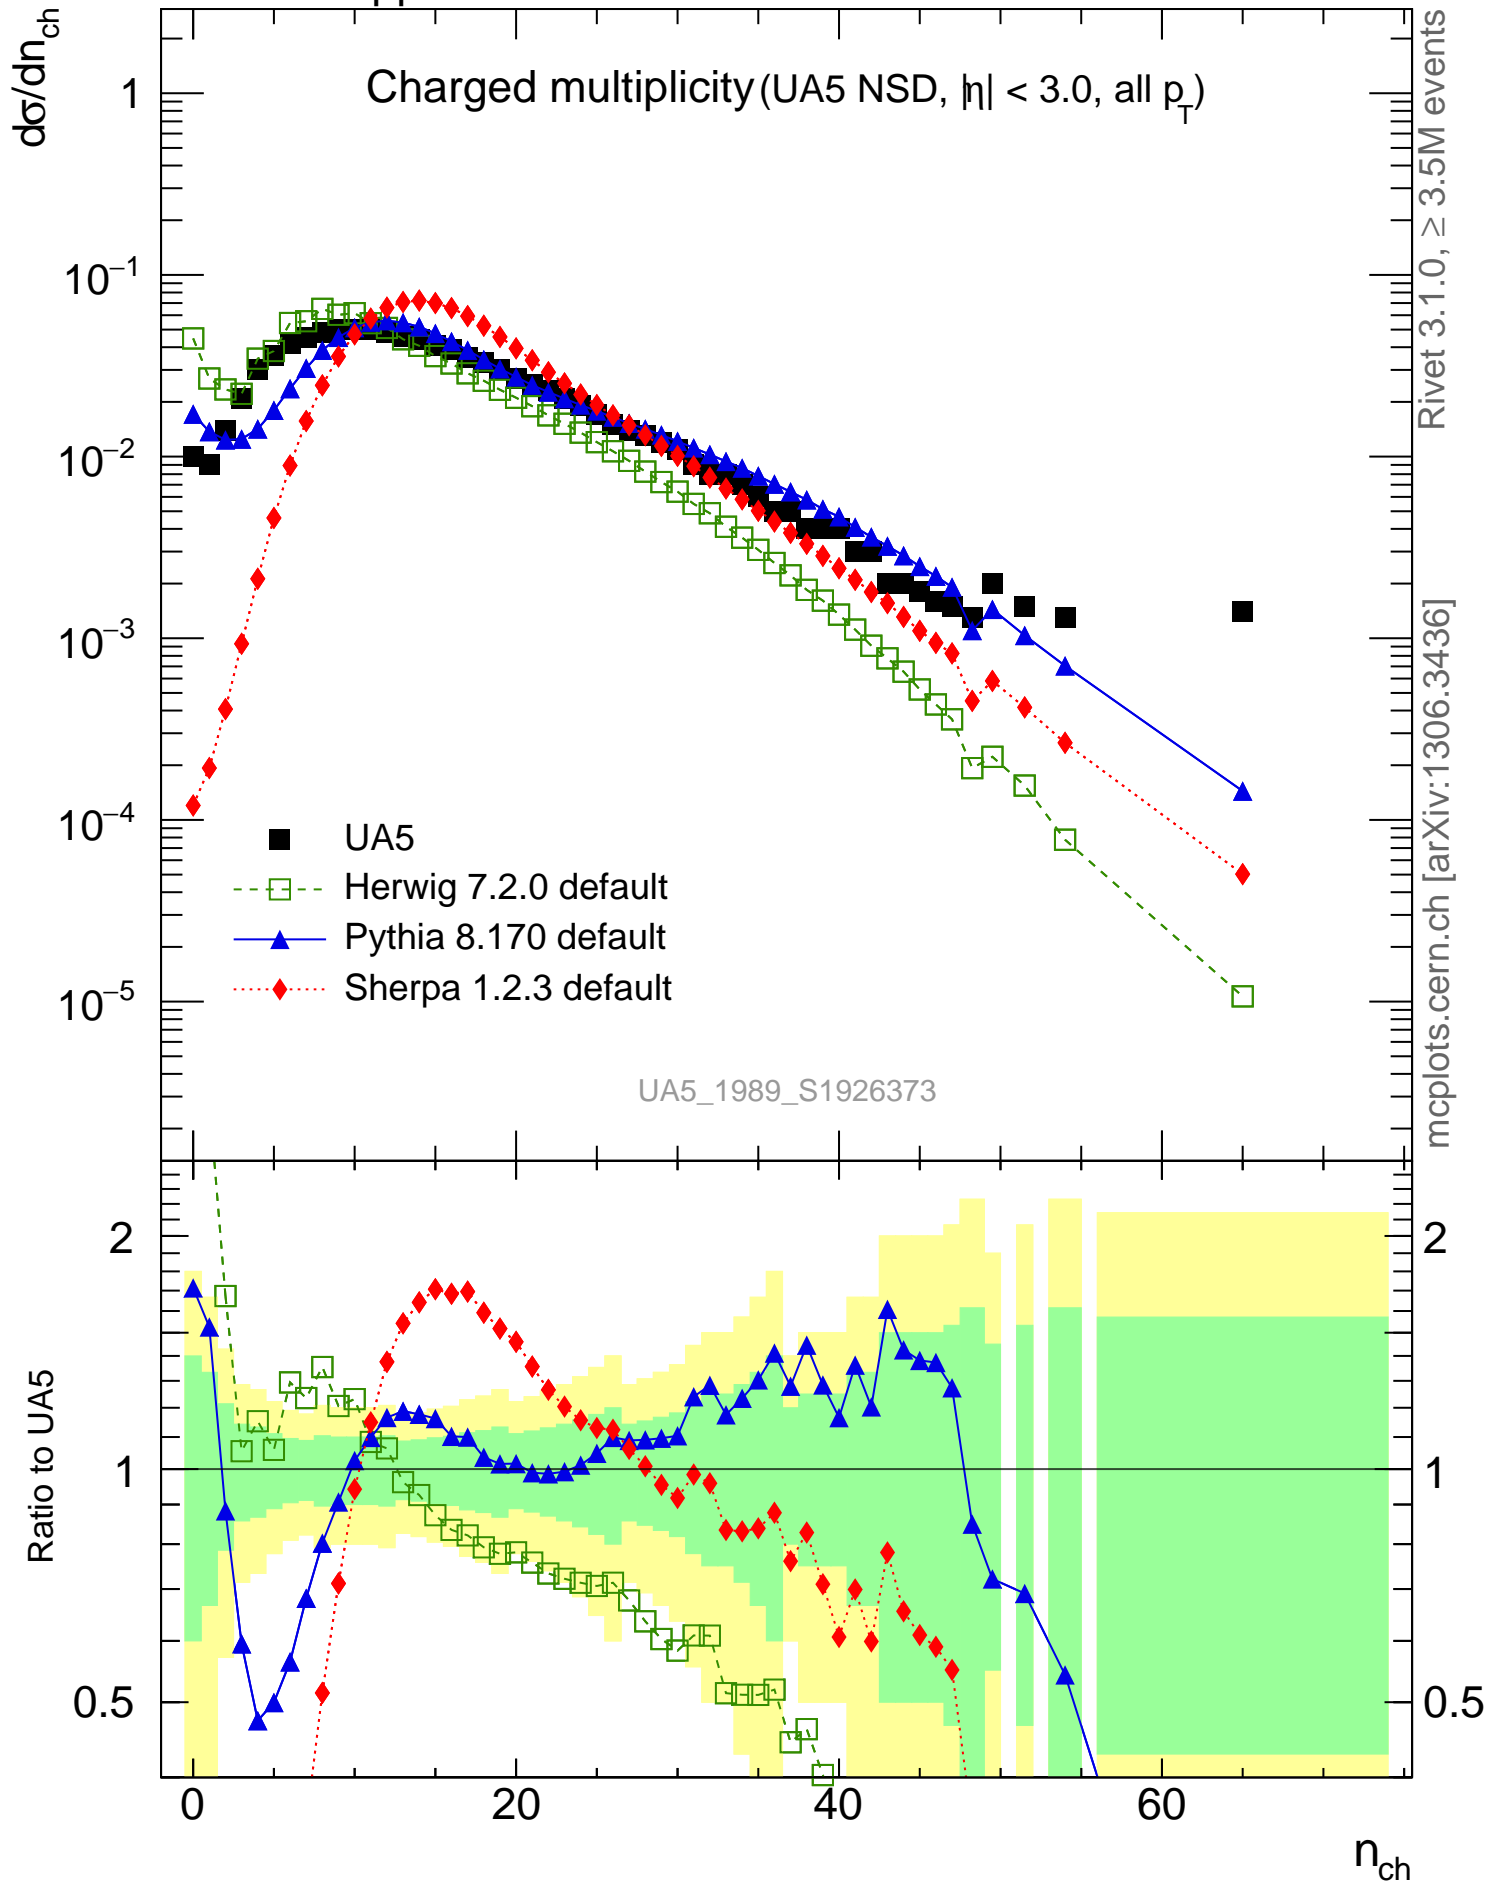 pp
dσ/dn_ch
Charged multiplicity (UA5 NSD, |η| < 3.0, all p_T)
1
10^−1
10^−2
10^−3
10^−4
10^−5
UA5
Herwig 7.2.0 default
Pythia 8.170 default
Sherpa 1.2.3 default
UA5_1989_S1926373
Rivet 3.1.0, ≥ 3.5M events
mcplots.cern.ch [arXiv:1306.3436]
Ratio to UA5
2
1
0.5
2
1
0.5
0 20 40 60
n_ch